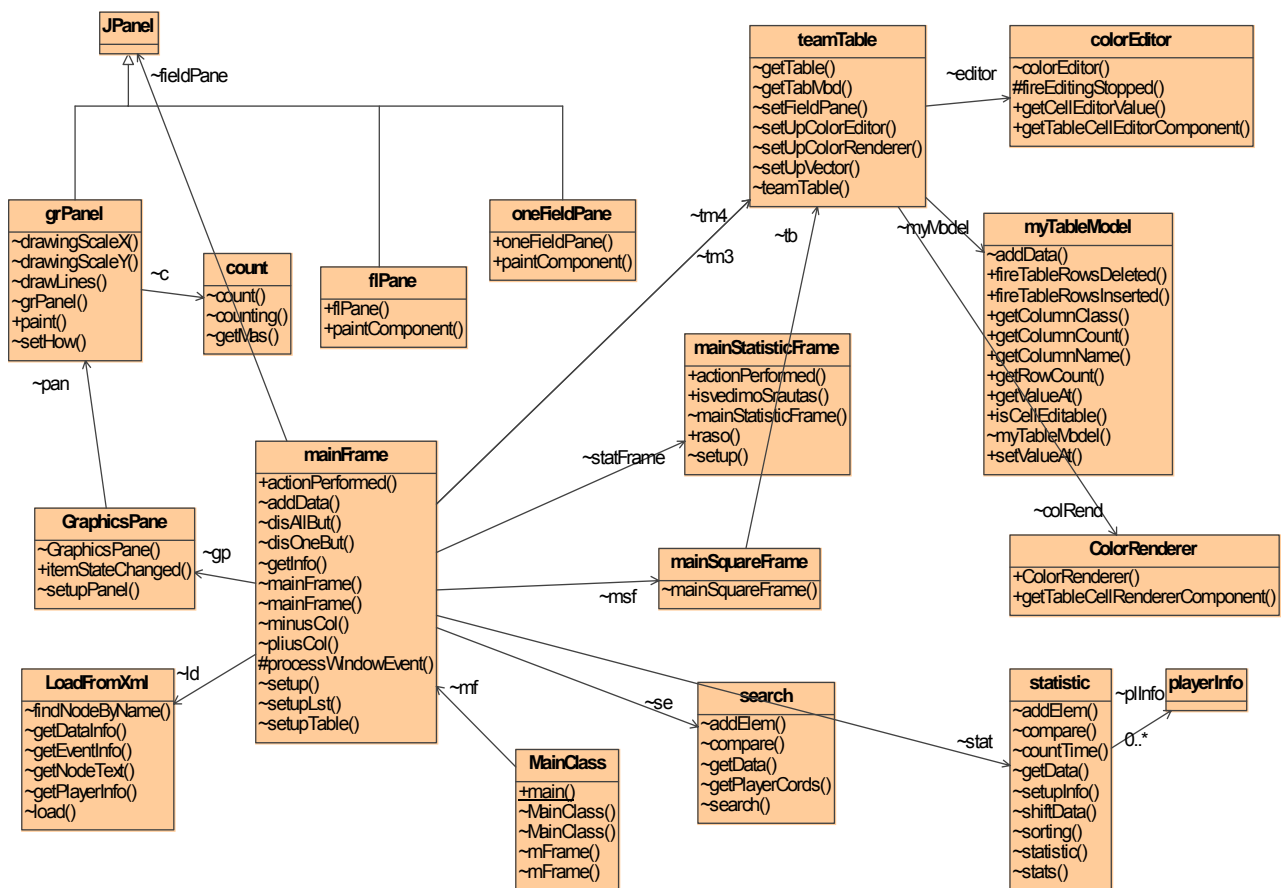 JPanel
~fieldPane
grPanel
~drawingScaleX()
~drawingScaleY()
~drawLines()
~grPanel()
+paint()
~setHow()
~c
count
~count()
~counting()
~getMas()
flPane
+flPane()
+paintComponent()
oneFieldPane
+oneFieldPane()
+paintComponent()
teamTable
~getTable()
~getTabMod()
~setFieldPane()
~setUpColorEditor()
~setUpColorRenderer()
~setUpVector()
~teamTable()
~editor
colorEditor
~colorEditor()
#fireEditingStopped()
+getCellEditorValue()
+getTableCellEditorComponent()
~tm4
~tm3
~tb
~myModel
myTableModel
~addData()
+fireTableRowsDeleted()
+fireTableRowsInserted()
+getColumnClass()
+getColumnCount()
+getColumnName()
+getRowCount()
+getValueAt()
+isCellEditable()
~myTableModel()
+setValueAt()
~colRend
ColorRenderer
+ColorRenderer()
+getTableCellRendererComponent()
mainStatisticFrame
+actionPerformed()
+isvedimoSrautas()
~mainStatisticFrame()
+raso()
~setup()
~statFrame
~pan
mainFrame
+actionPerformed()
~addData()
~disAllBut()
~disOneBut()
~getInfo()
~mainFrame()
~mainFrame()
~minusCol()
~pliusCol()
#processWindowEvent()
~setup()
~setupLst()
~setupTable()
GraphicsPane
~GraphicsPane()
+itemStateChanged()
~setupPanel()
~gp
~msf
mainSquareFrame
~mainSquareFrame()
LoadFromXml
~findNodeByName()
~getDataInfo()
~getEventInfo()
~getNodeText()
~getPlayerInfo()
~load()
~ld
~mf
MainClass
+main()
~MainClass()
~MainClass()
~mFrame()
~mFrame()
~se
search
~addElem()
~compare()
~getData()
~getPlayerCords()
~search()
~stat
statistic
~addElem()
~compare()
~countTime()
~getData()
~setupInfo()
~shiftData()
~sorting()
~statistic()
~stats()
~plInfo
0..*
playerInfo